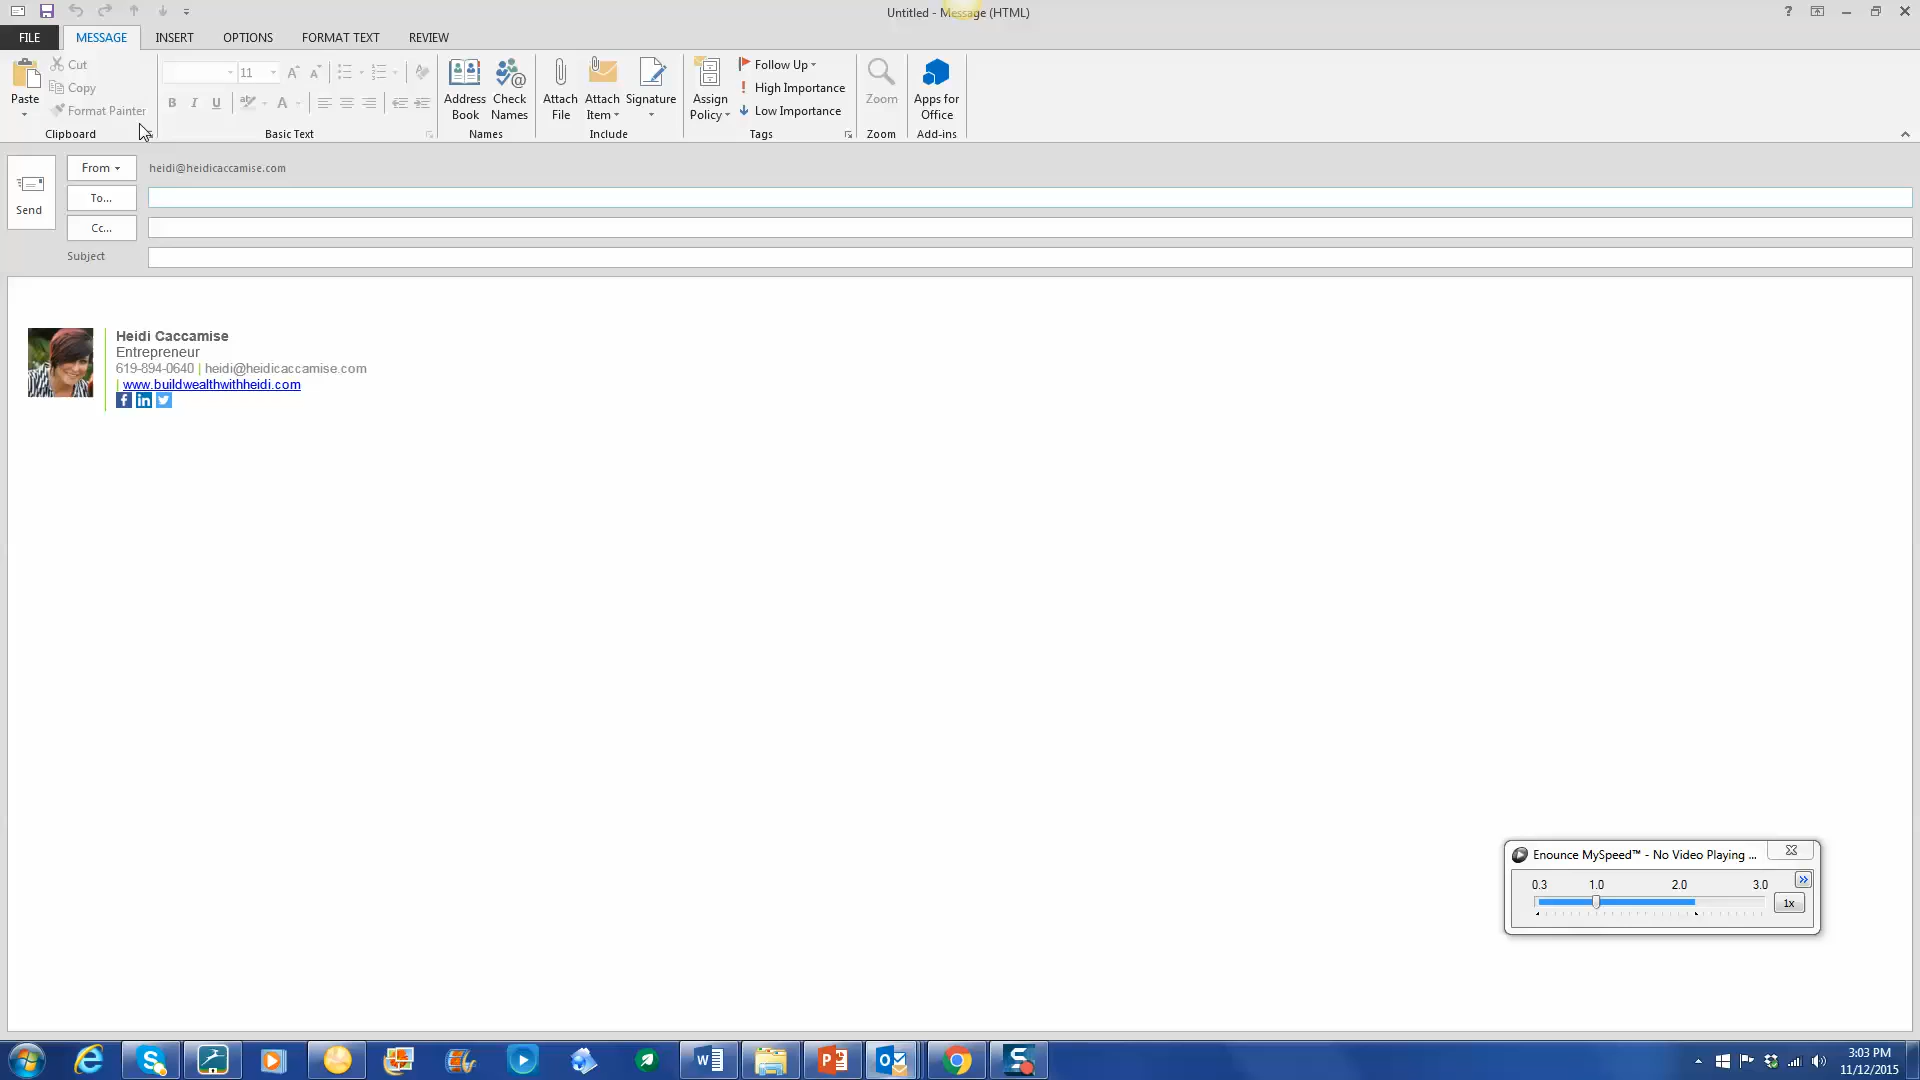 Untitled - Message (HTML)
FILE
MESSAGE
INSERT
OPTIONS
FORMAT TEXT
REVIEW
Paste
Cut
Copy
Format Painter
Clipboard
11
B I U
A
Basic Text
Address Book
Check Names
Names
Attach File
Attach Item
Signature
Include
Assign Policy
Follow Up
High Importance
Low Importance
Tags
Zoom
Zoom
Apps for Office
Add-ins
Send
From
heidi@heidicaccamise.com
To...
Cc...
Subject
Heidi Caccamise
Entrepreneur
619-894-0640 | heidi@heidicaccamise.com
| www.buildwealthwithheidi.com
Enounce MySpeed™ - No Video Playing ...
0.3 1.0 2.0 3.0
1x
3:03 PM
11/12/2015